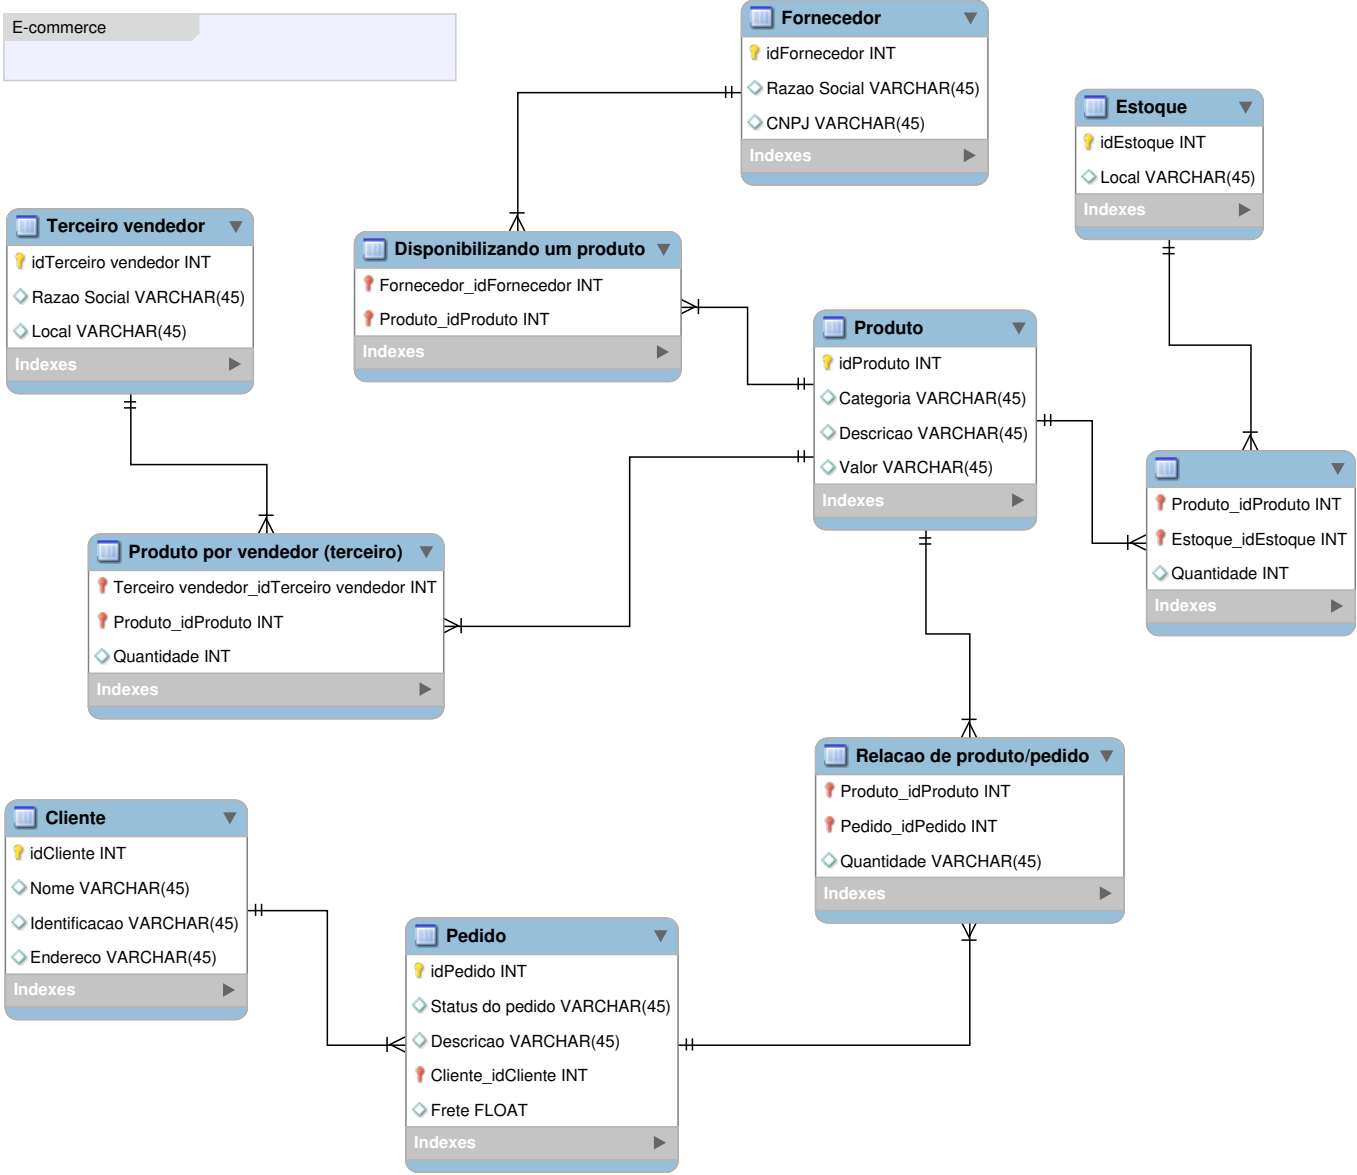 E-commerce
Fornecedor
idFornecedor INT
Razao Social VARCHAR(45)
CNPJ VARCHAR(45)
Indexes
Estoque
idEstoque INT
Local VARCHAR(45)
Indexes
Terceiro vendedor
idTerceiro vendedor INT
Razao Social VARCHAR(45)
Local VARCHAR(45)
Indexes
Disponibilizando um produto
Fornecedor_idFornecedor INT
Produto_idProduto INT
Indexes
Produto
idProduto INT
Categoria VARCHAR(45)
Descricao VARCHAR(45)
Valor VARCHAR(45)
Indexes
Produto_idProduto INT
Estoque_idEstoque INT
Quantidade INT
Indexes
Produto por vendedor (terceiro)
Terceiro vendedor_idTerceiro vendedor INT
Produto_idProduto INT
Quantidade INT
Indexes
Relacao de produto/pedido
Produto_idProduto INT
Pedido_idPedido INT
Quantidade VARCHAR(45)
Indexes
Cliente
idCliente INT
Nome VARCHAR(45)
Identificacao VARCHAR(45)
Endereco VARCHAR(45)
Indexes
Pedido
idPedido INT
Status do pedido VARCHAR(45)
Descricao VARCHAR(45)
Cliente_idCliente INT
Frete FLOAT
Indexes